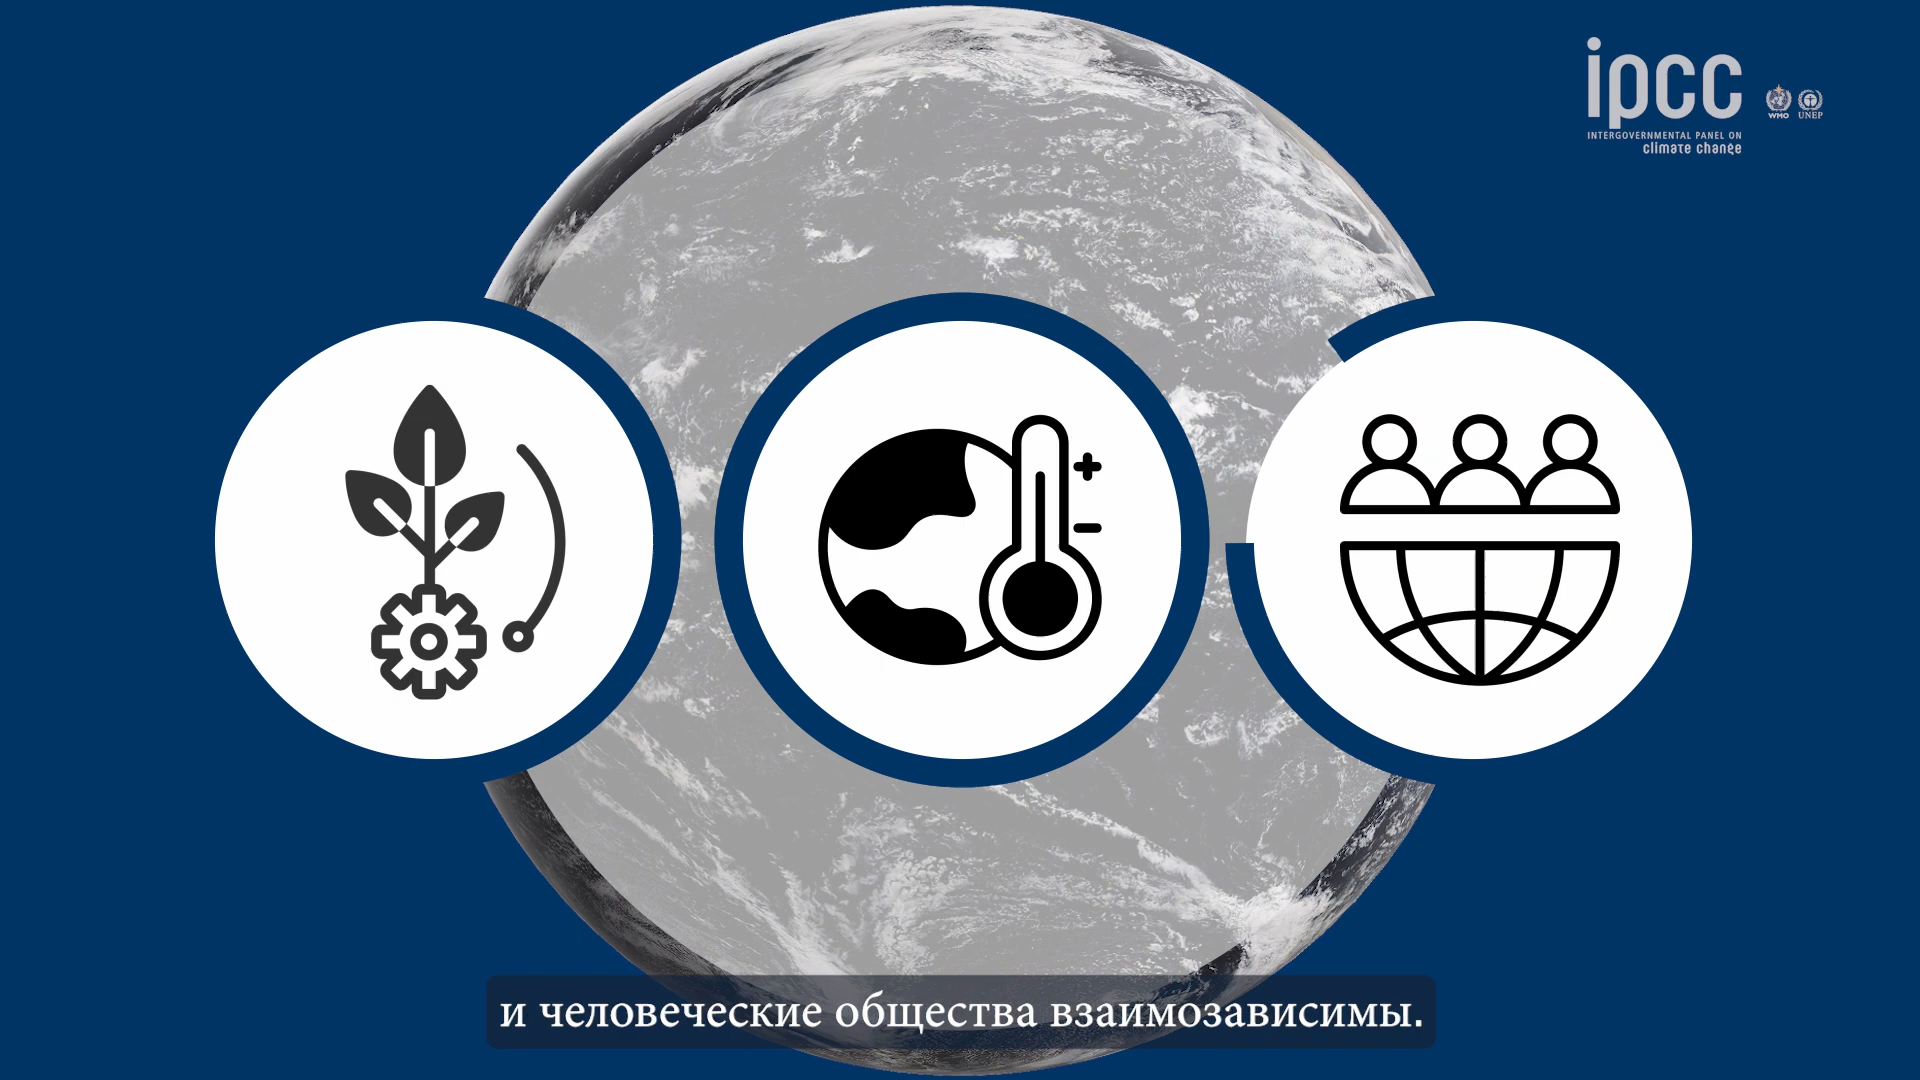 ipcc
INTERGOVERNMENTAL PANEL ON
climate change
WMO
UNEP
и человеческие общества взаимозависимы.